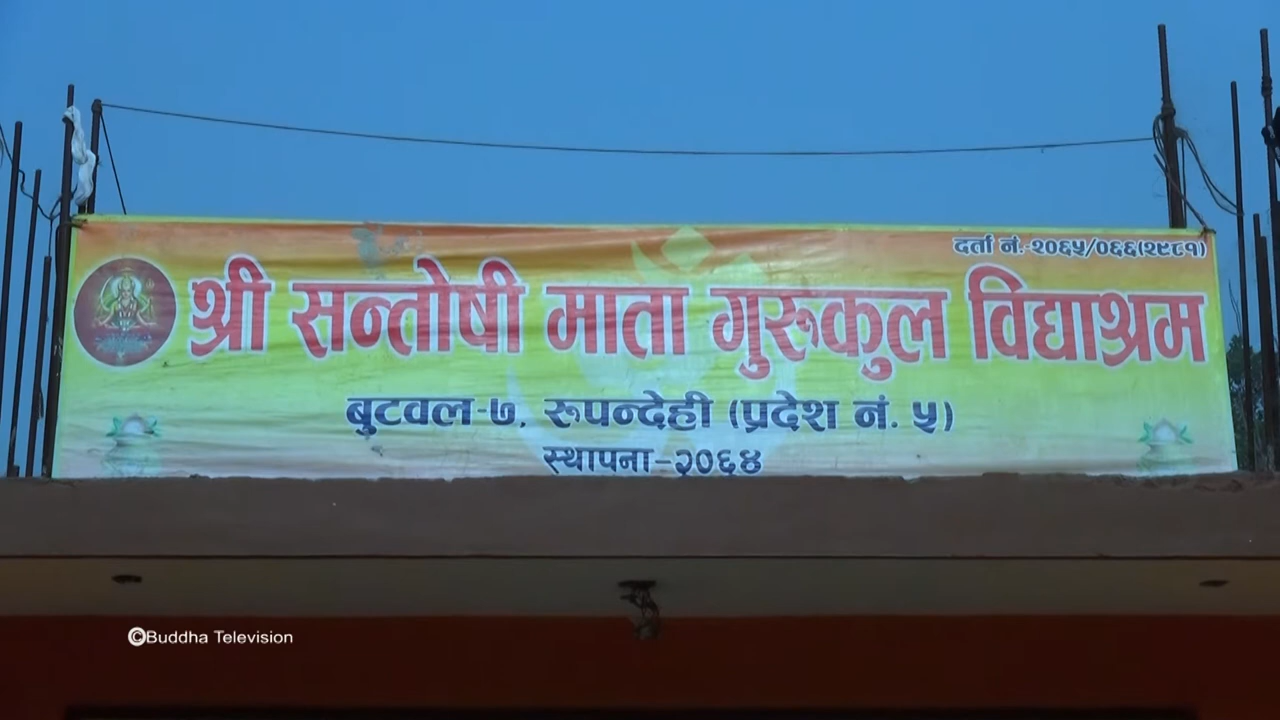 दर्ता नं.-२०६५/०६६(२९८१)
श्री सन्तोषी माता गुरुकुल विद्याश्रम
बुटवल-७, रुपन्देही (प्रदेश नं. ५)
स्थापना-२०६४
©Buddha Television